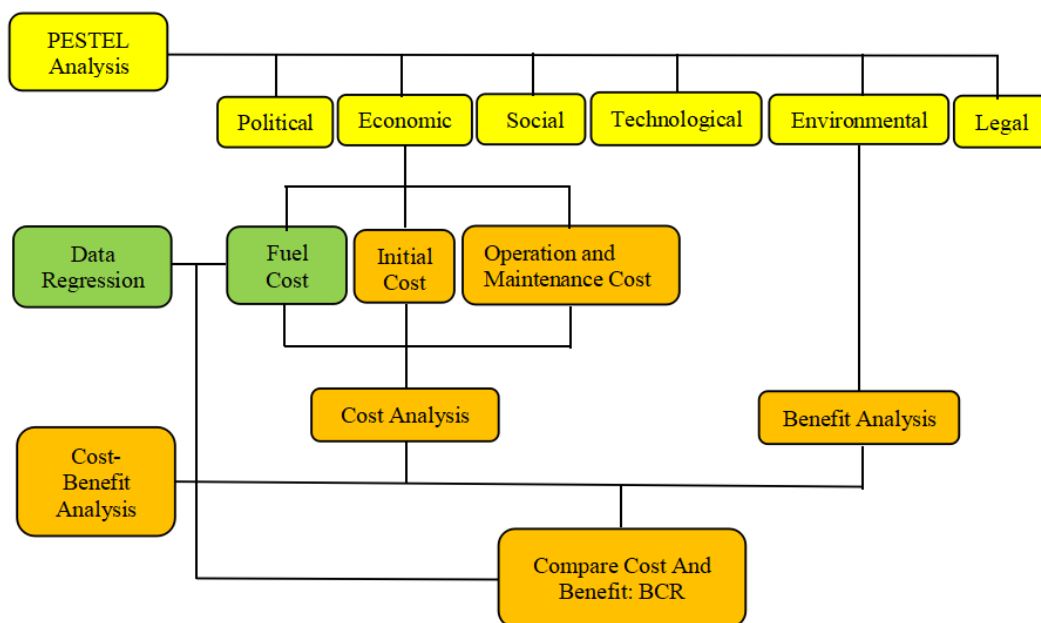 PESTEL
Analysis
Political
Economic
Social
Technological
Environmental
Legal
Data
Regression
Fuel
Cost
Initial
Cost
Operation and
Maintenance Cost
Cost Analysis
Benefit Analysis
Cost-
Benefit
Analysis
Compare Cost And
Benefit: BCR